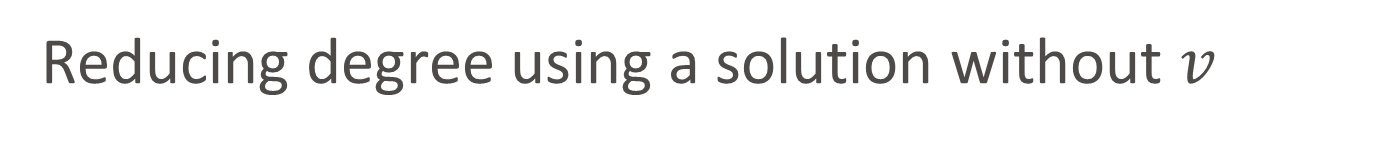 Reducing degree using a solution without 𝑣